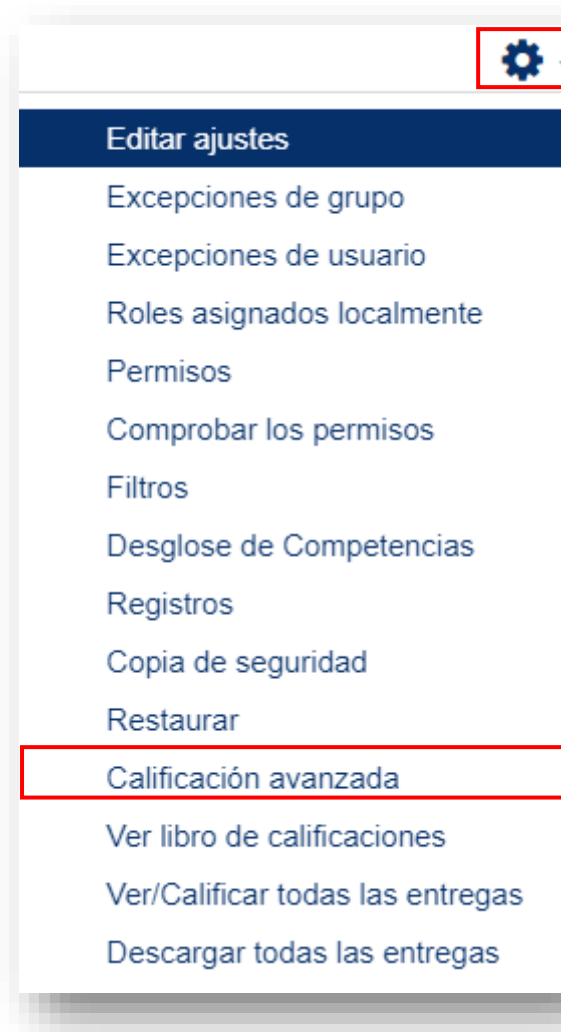 Editar ajustes
Excepciones de grupo
Excepciones de usuario
Roles asignados localmente
Permisos
Comprobar los permisos
Filtros
Desglose de Competencias
Registros
Copia de seguridad
Restaurar
Calificación avanzada
Ver libro de calificaciones
Ver/Calificar todas las entregas
Descargar todas las entregas